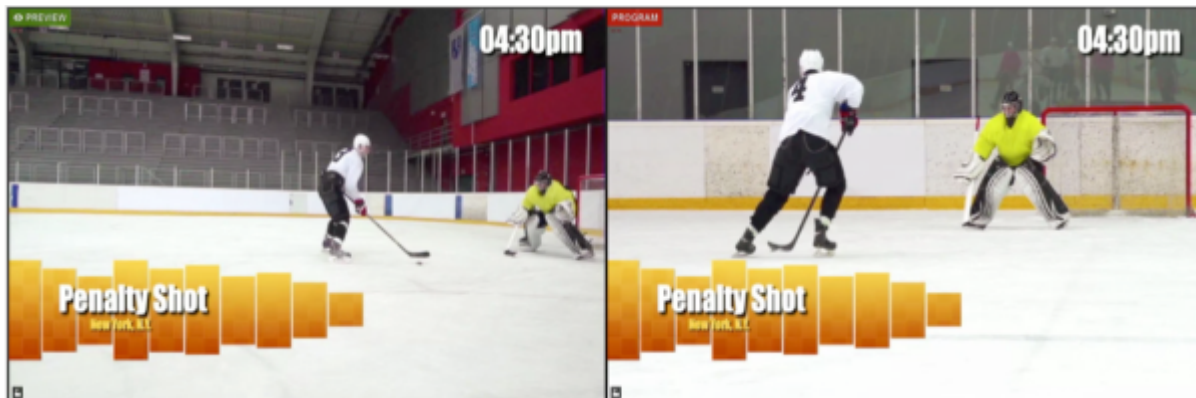 PREVIEW
04:30pm
Penalty Shot
New York, N.Y.
PROGRAM
04:30pm
4
Penalty Shot
New York, N.Y.